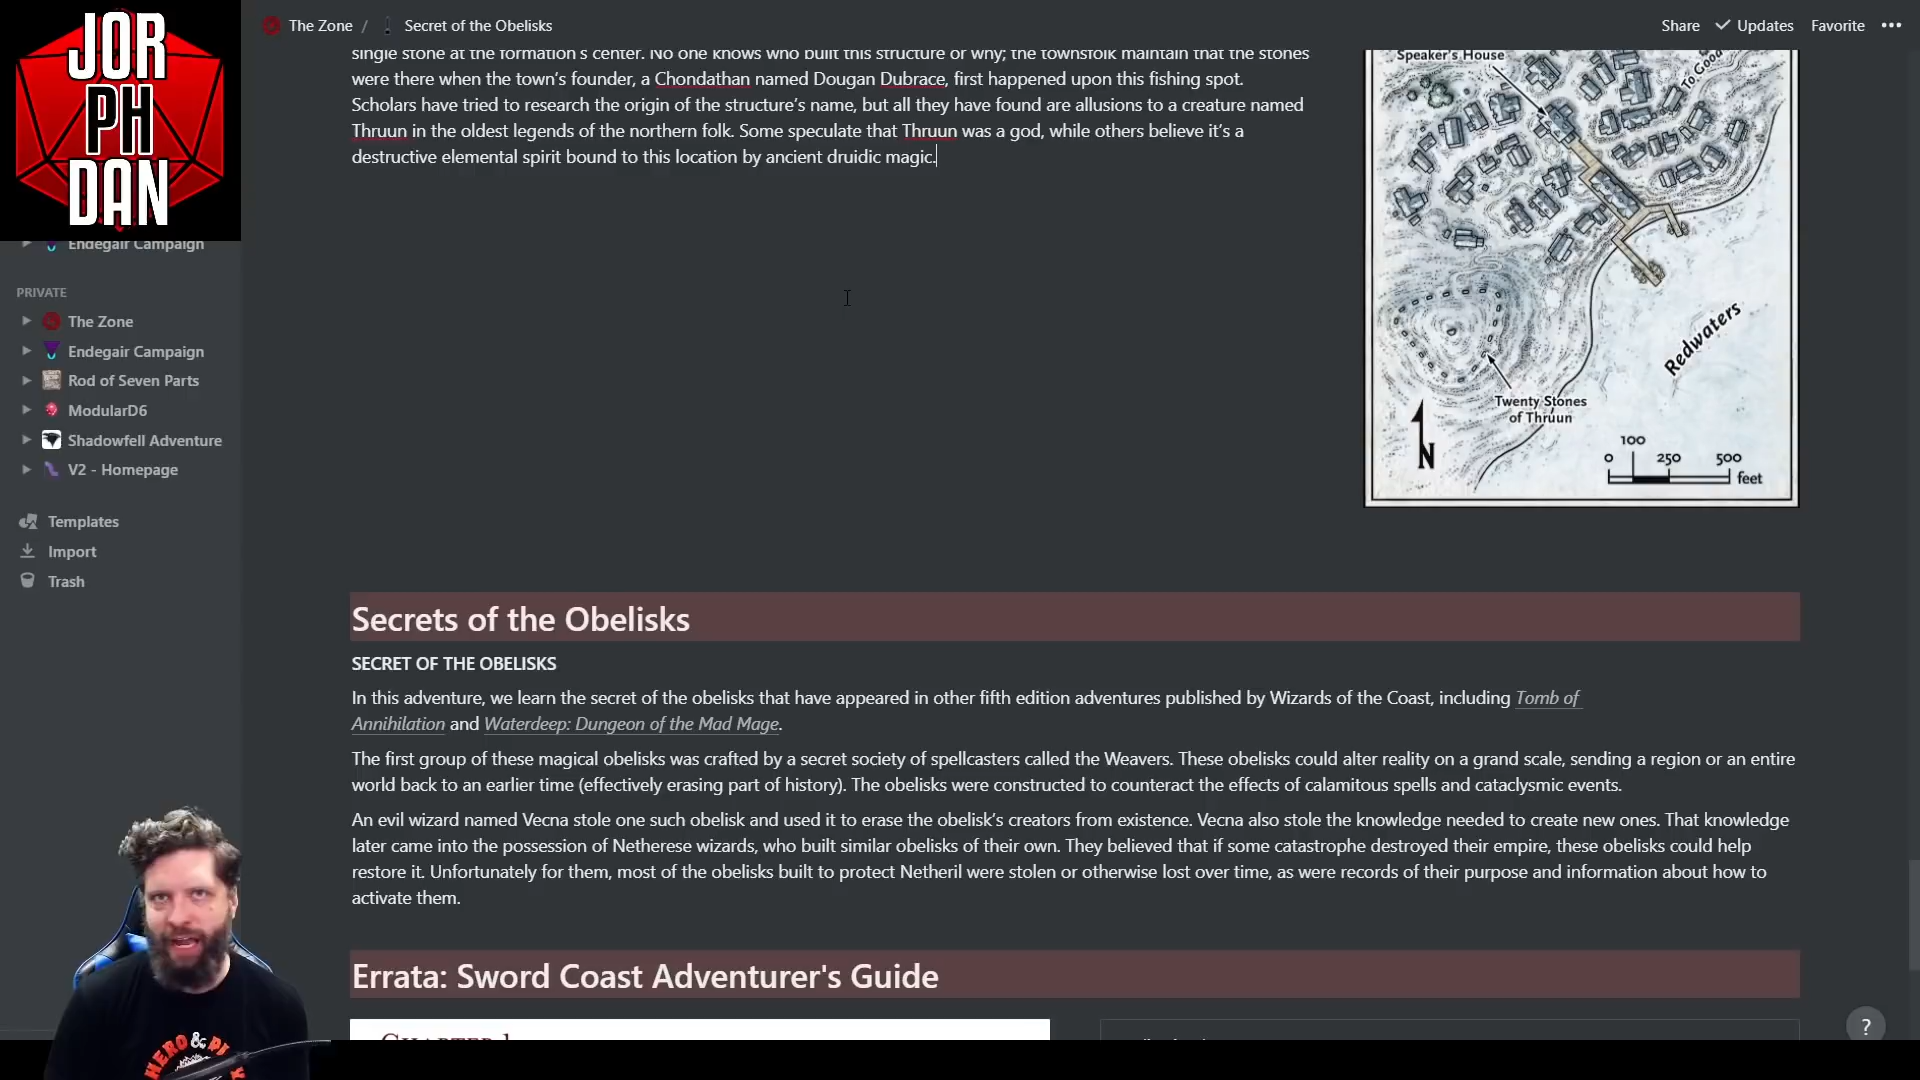 JOR
PH
DAN
The Zone / Secret of the Obelisks
Share Updates Favorite
single stone at the formation's center. No one knows who built this structure or why; the townsfolk maintain that the stones
were there when the town's founder, a Chondathan named Dougan Dubrace, first happened upon this fishing spot.
Scholars have tried to research the origin of the structure's name, but all they have found are allusions to a creature named
Thruun in the oldest legends of the northern folk. Some speculate that Thruun was a god, while others believe it's a
destructive elemental spirit bound to this location by ancient druidic magic.
Speaker's House
Redwaters
Twenty Stones
of Thruun
N
100
0 250 500
feet
Endegair Campaign
PRIVATE
The Zone
Endegair Campaign
Rod of Seven Parts
ModularD6
Shadowfell Adventure
V2 - Homepage
Templates
Import
Trash
Secrets of the Obelisks
SECRET OF THE OBELISKS
In this adventure, we learn the secret of the obelisks that have appeared in other fifth edition adventures published by Wizards of the Coast, including Tomb of
Annihilation and Waterdeep: Dungeon of the Mad Mage.
The first group of these magical obelisks was crafted by a secret society of spellcasters called the Weavers. These obelisks could alter reality on a grand scale, sending a region or an entire
world back to an earlier time (effectively erasing part of history). The obelisks were constructed to counteract the effects of calamitous spells and cataclysmic events.
An evil wizard named Vecna stole one such obelisk and used it to erase the obelisk's creators from existence. Vecna also stole the knowledge needed to create new ones. That knowledge
later came into the possession of Netherese wizards, who built similar obelisks of their own. They believed that if some catastrophe destroyed their empire, these obelisks could help
restore it. Unfortunately for them, most of the obelisks built to protect Netheril were stolen or otherwise lost over time, as were records of their purpose and information about how to
activate them.
Errata: Sword Coast Adventurer's Guide
?